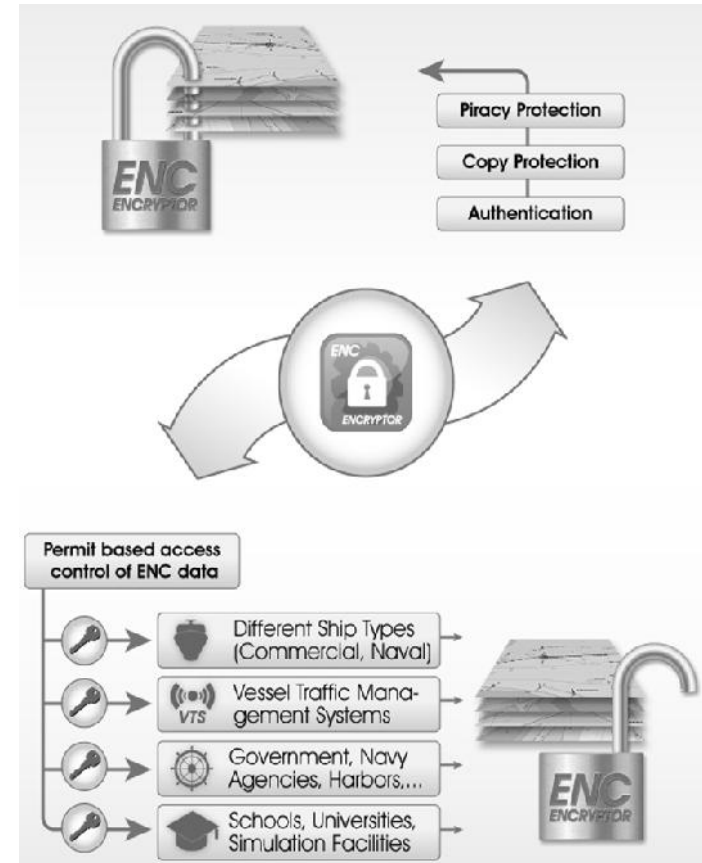 ENC
ENCRYPTOR
Piracy Protection
Copy Protection
Authentication
ENC
ENCRYPTOR
Permit based access
control of ENC data
Different Ship Types
(Commercial, Naval)
VTS
Vessel Traffic Mana-
gement Systems
Government, Navy
Agencies, Harbors,...
Schools, Universities,
Simulation Facilities
ENC
ENCRYPTOR